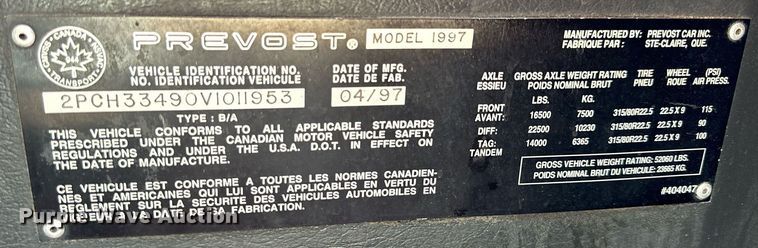 CANADA
TRANSPORT
PREVOST® MODEL 1997
VEHICLE IDENTIFICATION NO. DATE OF MFG.
NO. IDENTIFICATION VÉHICULE DATE DE FAB.
2PCH33490V1011953 04/97
TYPE : B/A
THIS VEHICLE CONFORMS TO ALL APPLICABLE STANDARDS
PRESCRIBED UNDER THE CANADIAN MOTOR VEHICLE SAFETY
REGULATIONS AND UNDER THE U.S.A. D.O.T. IN EFFECT ON
THE DATE OF MANUFACTURE.
CE VEHICULE EST CONFORME A TOUTES LES NORMES CANADIEN-
NES ET AMERICAINES QUI LUI SONT APPLICABLES EN VERTU DU
REGLEMENT SUR LA SECURITE DES VEHICULES AUTOMOBILES EN
VIGUEUR A LA DATE DE SA FABRICATION.
MANUFACTURED BY: PREVOST CAR INC.
FABRIQUE PAR : STE-CLAIRE, QUE.
AXLE GROSS AXLE WEIGHT RATING TIRE WHEEL (PSI)
ESSIEU POIDS NOMINAL BRUT PNEU ROUE AIR PRESS.
LBS. KG.
FRONT
AVANT: 16500 7500 315/80R22.5 22.5 X 9 115
DIFF: 22500 10230 315/80R22.5 22.5 X 9 90
TAG: 14000 6365 315/80R22.5 22.5 X 9 100
TANDEM
GROSS VEHICLE WEIGHT RATING: 52060 LBS.
POIDS NOMINAL BRUT DU VÉHICULE: 23665 KG.
#404047
Purple Wave Auction